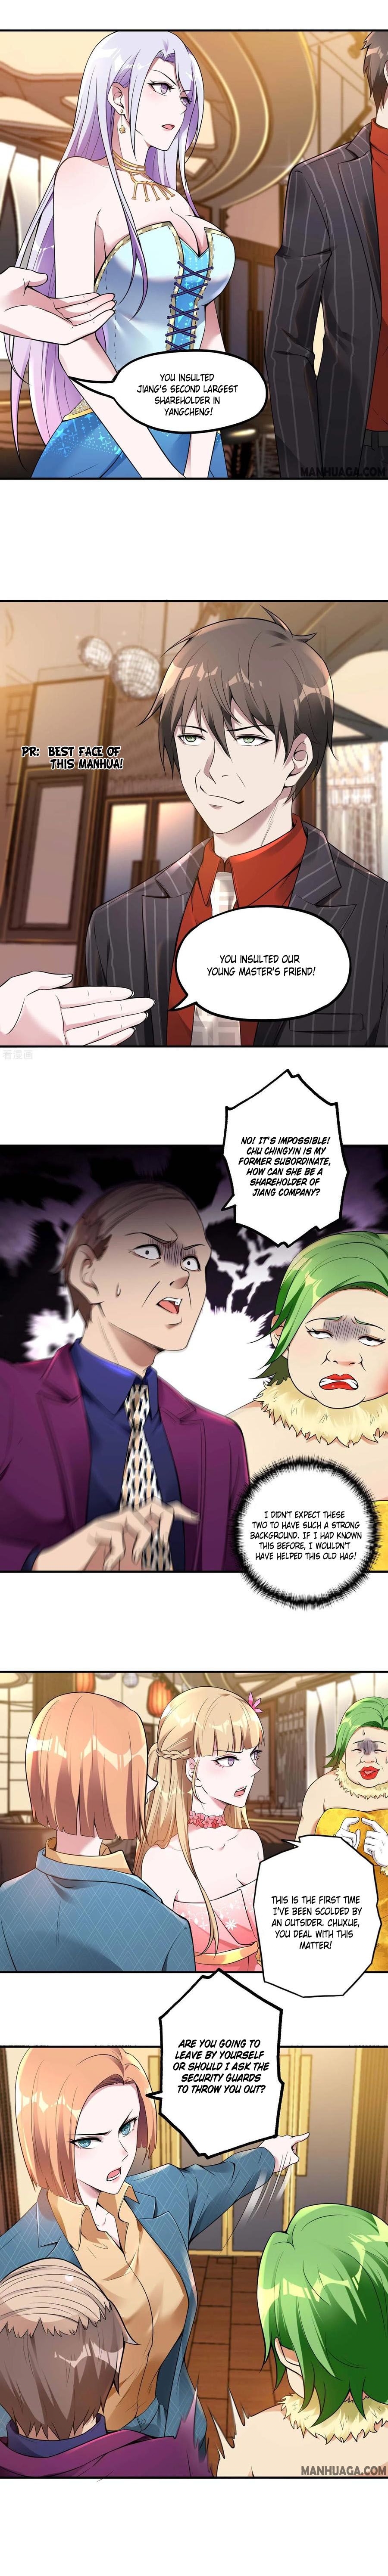 YOU INSULTED
JIANG'S SECOND LARGEST
SHAREHOLDER IN
YANGCHENG!
MANHUAGA.COM
PR: BEST FACE OF
THIS MANHUA!
YOU INSULTED OUR
YOUNG MASTER'S FRIEND!
看漫画
NO! IT'S IMPOSSIBLE!
CHU CHINGYIN IS MY
FORMER SUBORDINATE,
HOW CAN SHE BE A
SHAREHOLDER OF
JIANG COMPANY?
I DIDN'T EXPECT THESE
TWO TO HAVE SUCH A STRONG
BACKGROUND. IF I HAD KNOWN
THIS BEFORE, I WOULDN'T
HAVE HELPED THIS OLD HAG!
THIS IS THE FIRST TIME
I'VE BEEN SCOLDED BY
AN OUTSIDER. CHUXUE,
YOU DEAL WITH THIS
MATTER!
ARE YOU GOING TO
LEAVE BY YOURSELF
OR SHOULD I ASK THE
SECURITY GUARDS
TO THROW YOU OUT?
MANHUAGA.COM